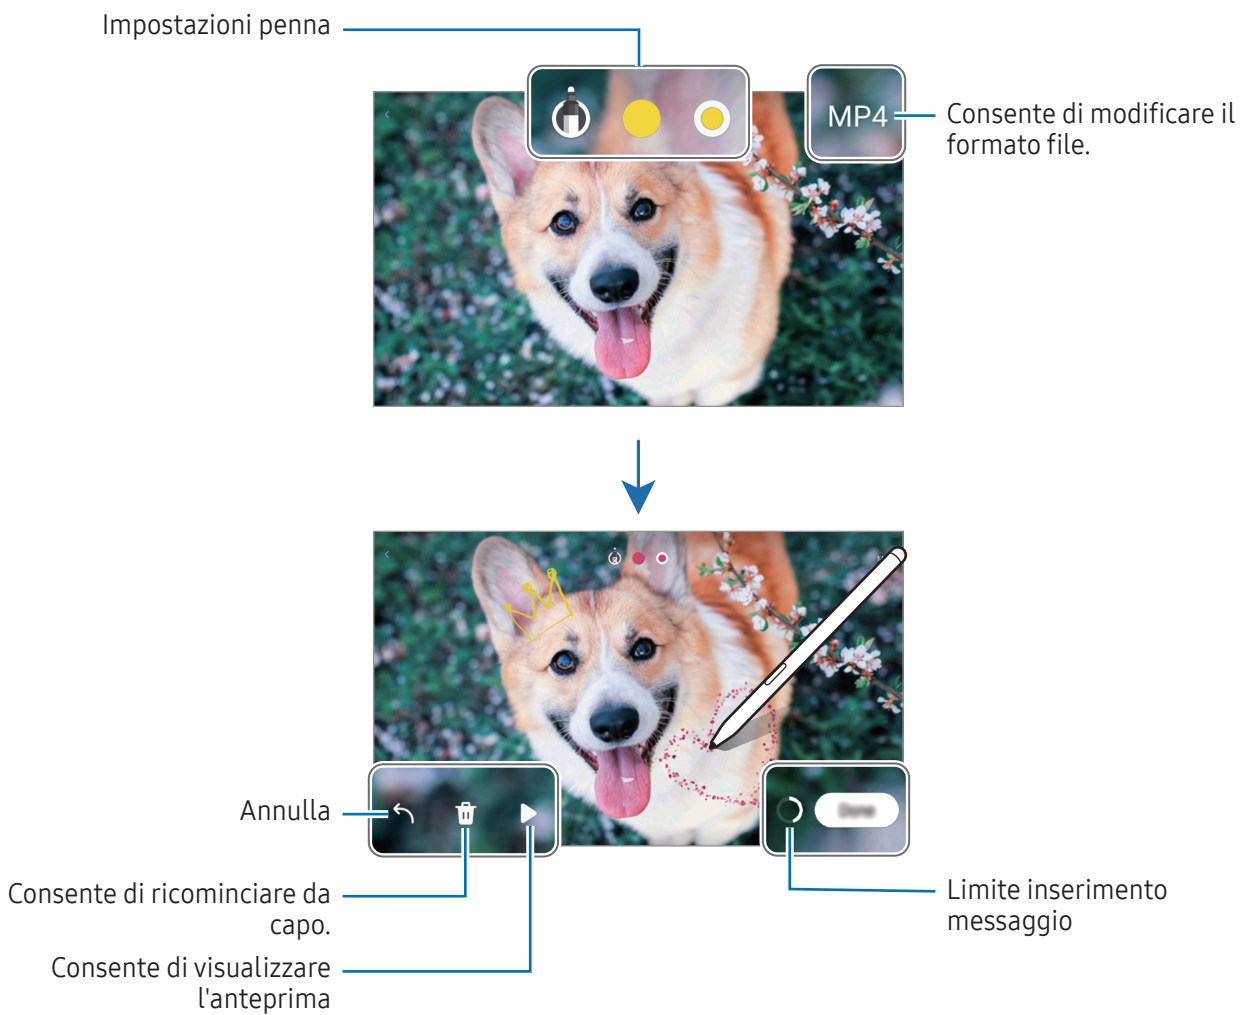 Impostazioni penna
MP4
Consente di modificare il
formato file.
Annulla
Done
Consente di ricominciare da
capo.
Limite inserimento
messaggio
Consente di visualizzare
l'anteprima